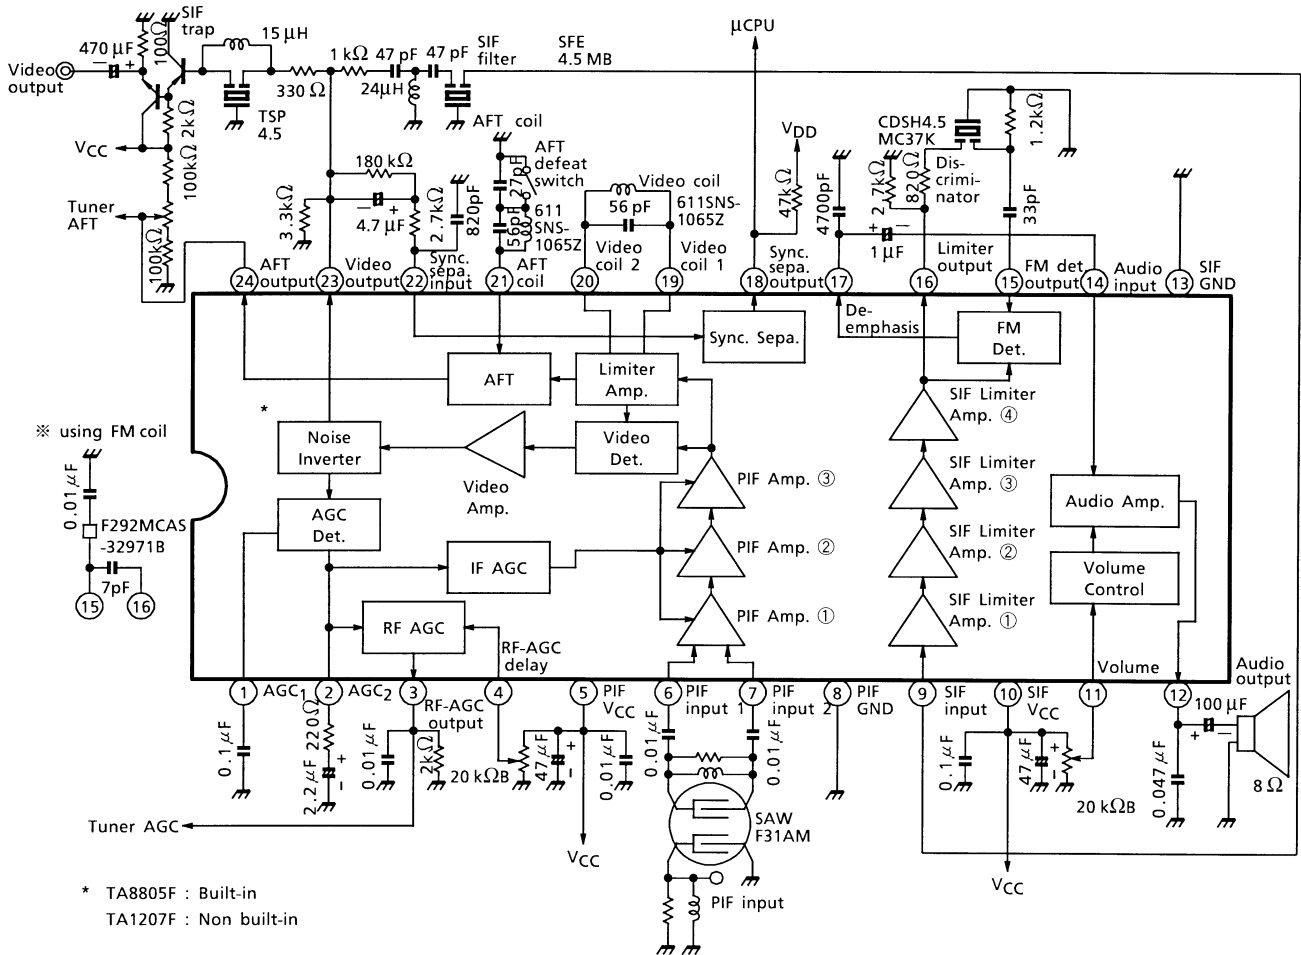 SIF
trap
470 μF
− +
100Ω
15 μH
Video
output
TSP
4.5
330 Ω
1 kΩ
47 pF
24μH
47 pF
SIF
filter
SFE
4.5 MB
μCPU
2kΩ
VCC
100kΩ
Tuner
AFT
100kΩ
180 kΩ
3.3kΩ
− +
4.7 μF
2.7kΩ
820pF
AFT coil
AFT
defeat
switch
27pF
56pF
611
SNS-
1065Z
Video coil
56 pF
611SNS-
1065Z
VDD
47kΩ
4700pF
+ −
1 μF
2.7kΩ
820Ω
CDSH4.5
MC37K
Dis-
crimi-
nator
1.2kΩ
33pF
AFT
output
Video
output
Sync.
sepa.
input
AFT
coil
Video
coil 2
Video
coil 1
Sync.
sepa.
output
Limiter
output
FM det.
output
Audio
input
SIF
GND
24
23
22
21
20
19
18
17
16
15
14
13
De-
emphasis
Sync. Sepa.
FM
Det.
AFT
Limiter
Amp.
SIF Limiter
Amp. ④
*
Noise
Inverter
Video
Amp.
Video
Det.
PIF Amp. ③
SIF Limiter
Amp. ③
Audio Amp.
※ using FM coil
0.01 μF
F292MCAS
-32971B
7pF
15
16
AGC
Det.
IF AGC
PIF Amp. ②
SIF Limiter
Amp. ②
Volume
Control
RF AGC
RF-AGC
delay
PIF Amp. ①
SIF Limiter
Amp. ①
1
AGC1
2
AGC2
3
RF-AGC
output
4
5
PIF
VCC
6
PIF
input 1
7
PIF
input 2
8
PIF
GND
9
SIF
input
10
SIF
VCC
11
Volume
12
Audio
output
0.1 μF
220Ω
2.2 μF
+
−
0.01 μF
2kΩ
20 kΩB
47 μF
+
−
0.01 μF
0.01 μF
0.01 μF
0.1 μF
47 μF
+
−
20 kΩB
100 μF
+ −
0.047 μF
8 Ω
Tuner AGC
VCC
SAW
F31AM
PIF input
VCC
* TA8805F : Built-in
TA1207F : Non built-in